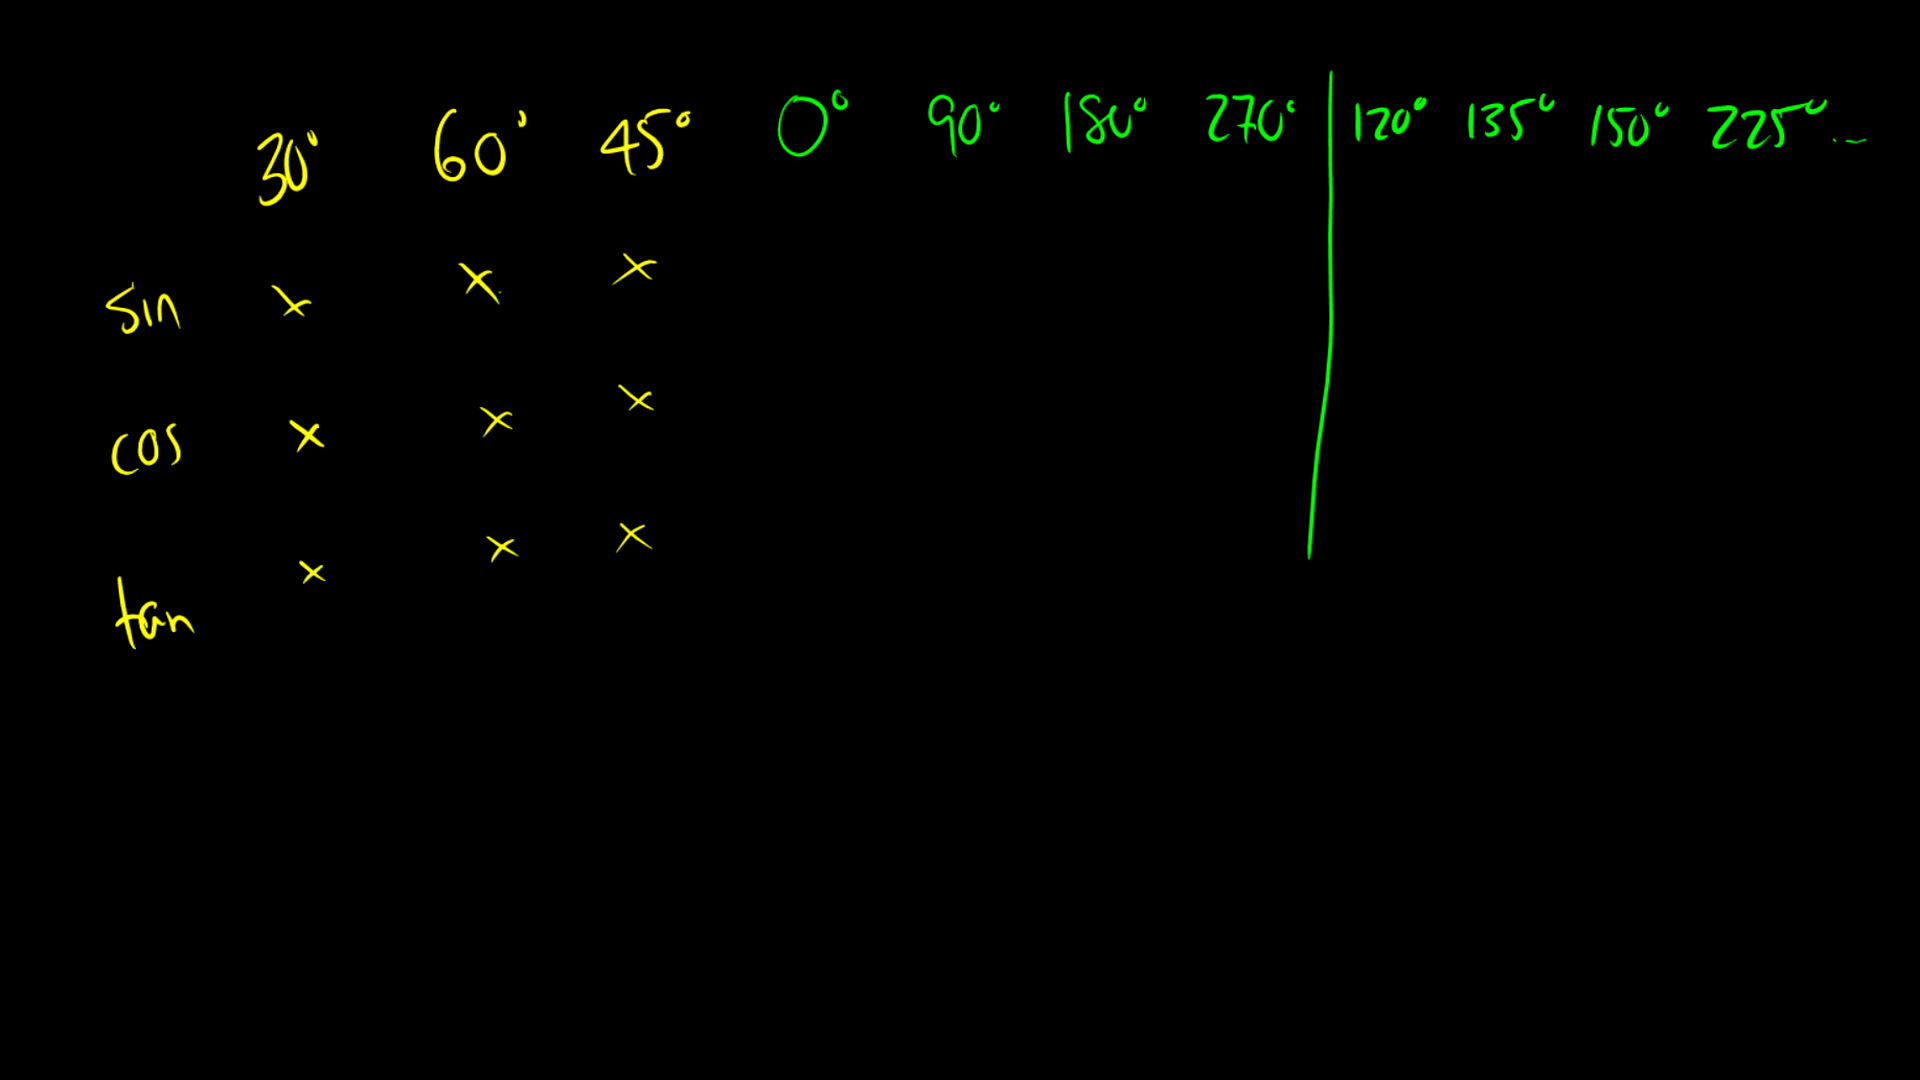 30° 60° 45° 0° 90° 180° 270° 120° 135° 150° 225° ...
sin x x x
cos x x x
tan x x x